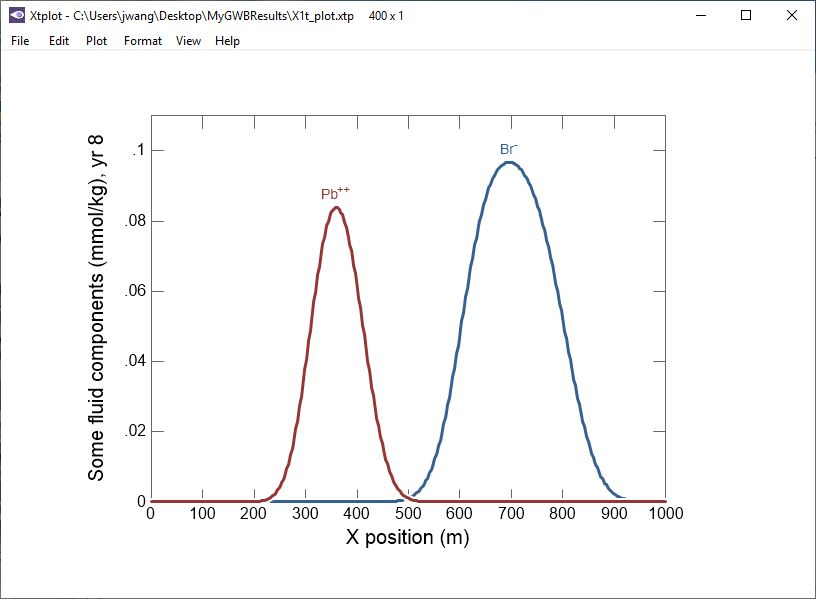 Xtplot - C:\Users\jwang\Desktop\MyGWBResults\X1t_plot.xtp 400 x 1
File Edit Plot Format View Help
Some fluid components (mmol/kg), yr 8
.1
.08
.06
.04
.02
0
Br-
Pb++
0 100 200 300 400 500 600 700 800 900 1000
X position (m)